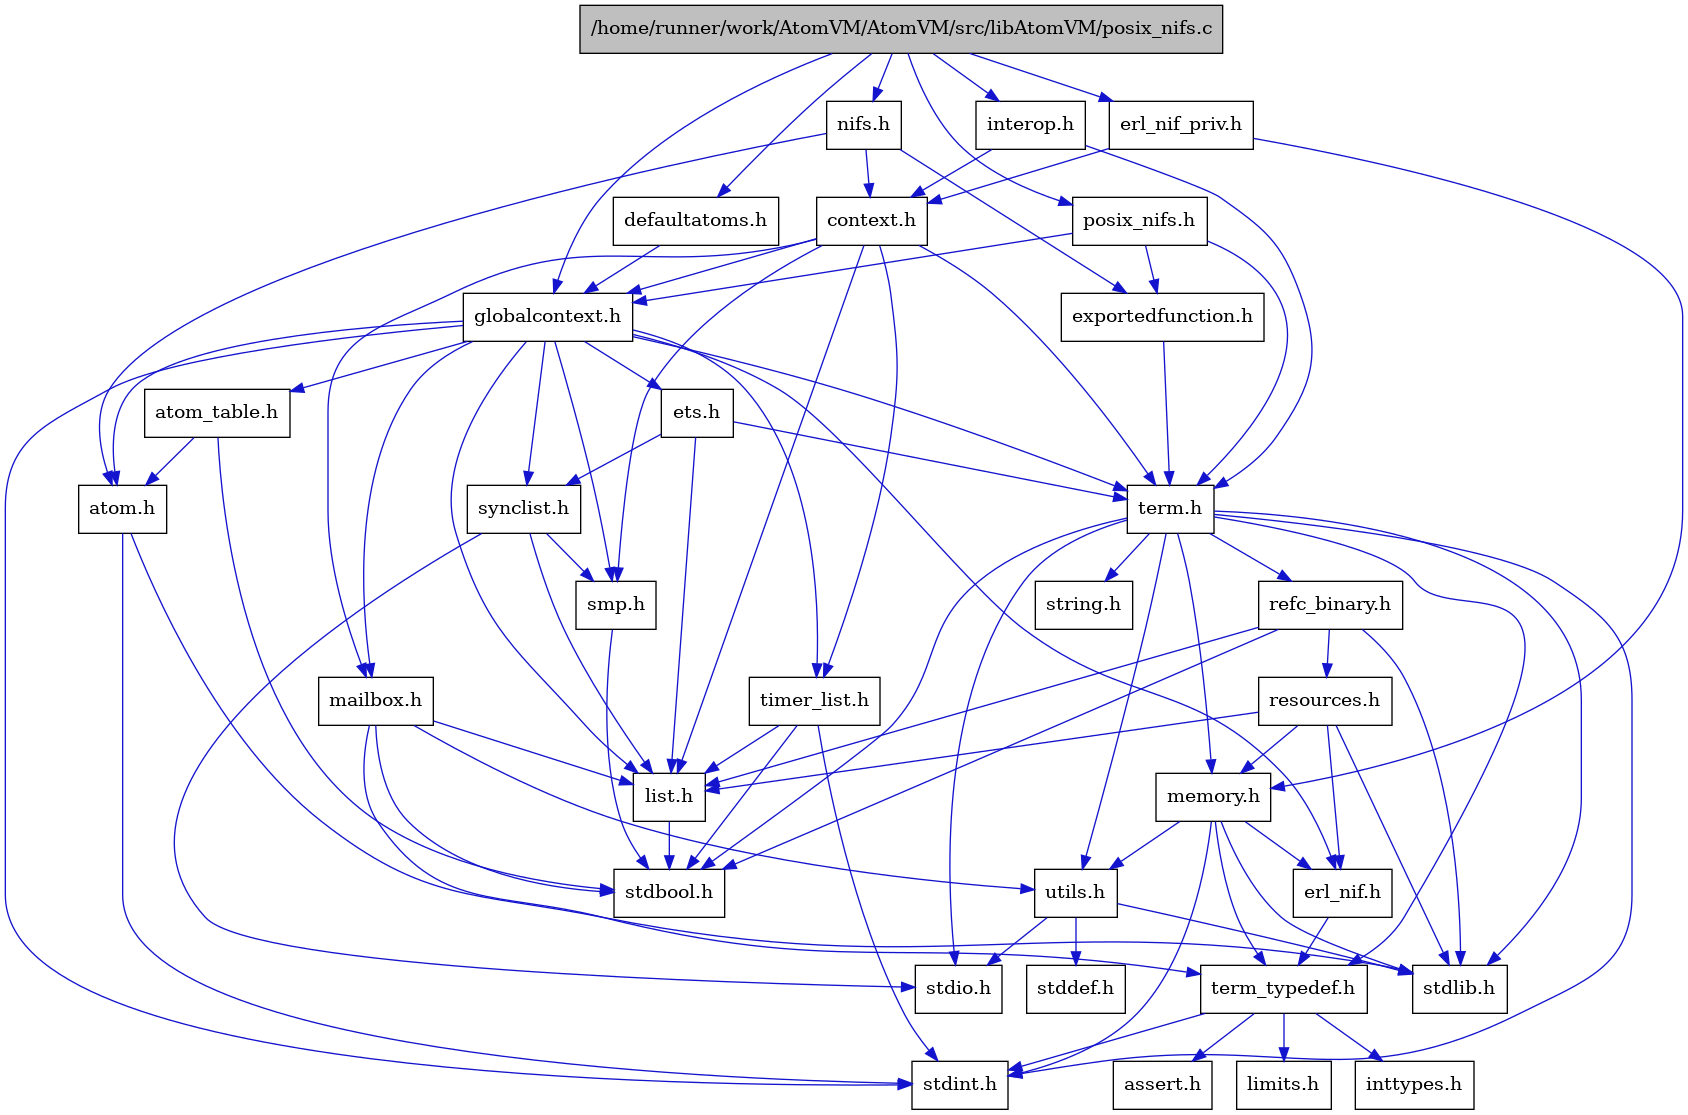 /home/runner/work/AtomVM/AtomVM/src/libAtomVM/posix_nifs.c
nifs.h
interop.h
erl_nif_priv.h
defaultatoms.h
context.h
posix_nifs.h
globalcontext.h
exportedfunction.h
atom_table.h
ets.h
atom.h
synclist.h
term.h
smp.h
string.h
refc_binary.h
mailbox.h
timer_list.h
resources.h
list.h
memory.h
stdbool.h
utils.h
erl_nif.h
stdio.h
stddef.h
term_typedef.h
stdlib.h
stdint.h
assert.h
limits.h
inttypes.h